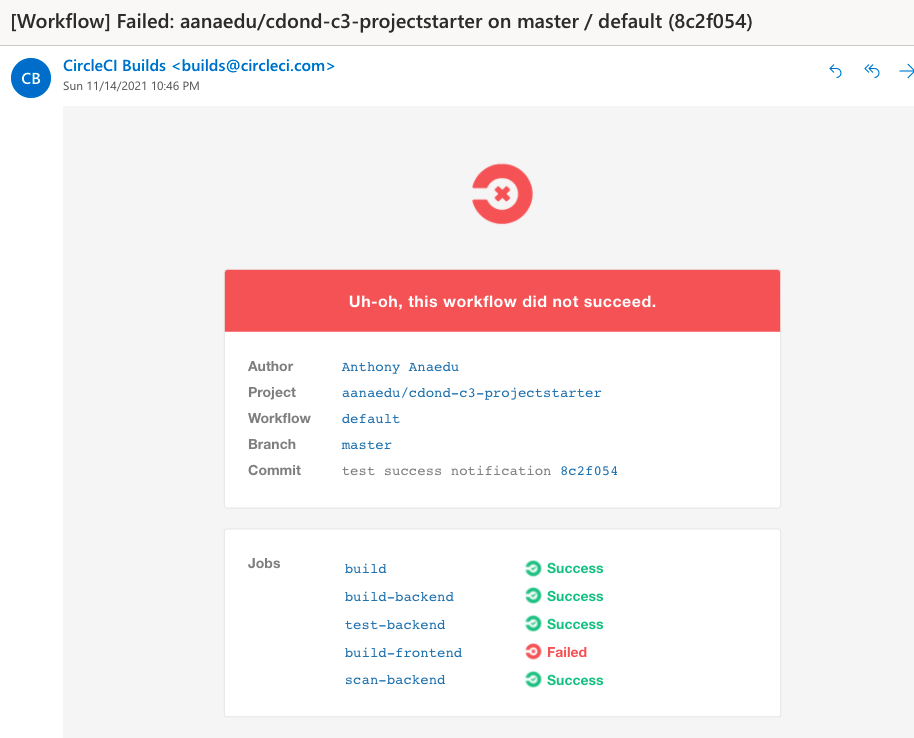 [Workflow] Failed: aanaedu/cdond-c3-projectstarter on master / default (8c2f054)
CB
CircleCI Builds <builds@circleci.com>
Sun 11/14/2021 10:46 PM
Uh-oh, this workflow did not succeed.
Author Anthony Anaedu
Project aanaedu/cdond-c3-projectstarter
Workflow default
Branch master
Commit test success notification 8c2f054
Jobs
build Success
build-backend Success
test-backend Success
build-frontend Failed
scan-backend Success